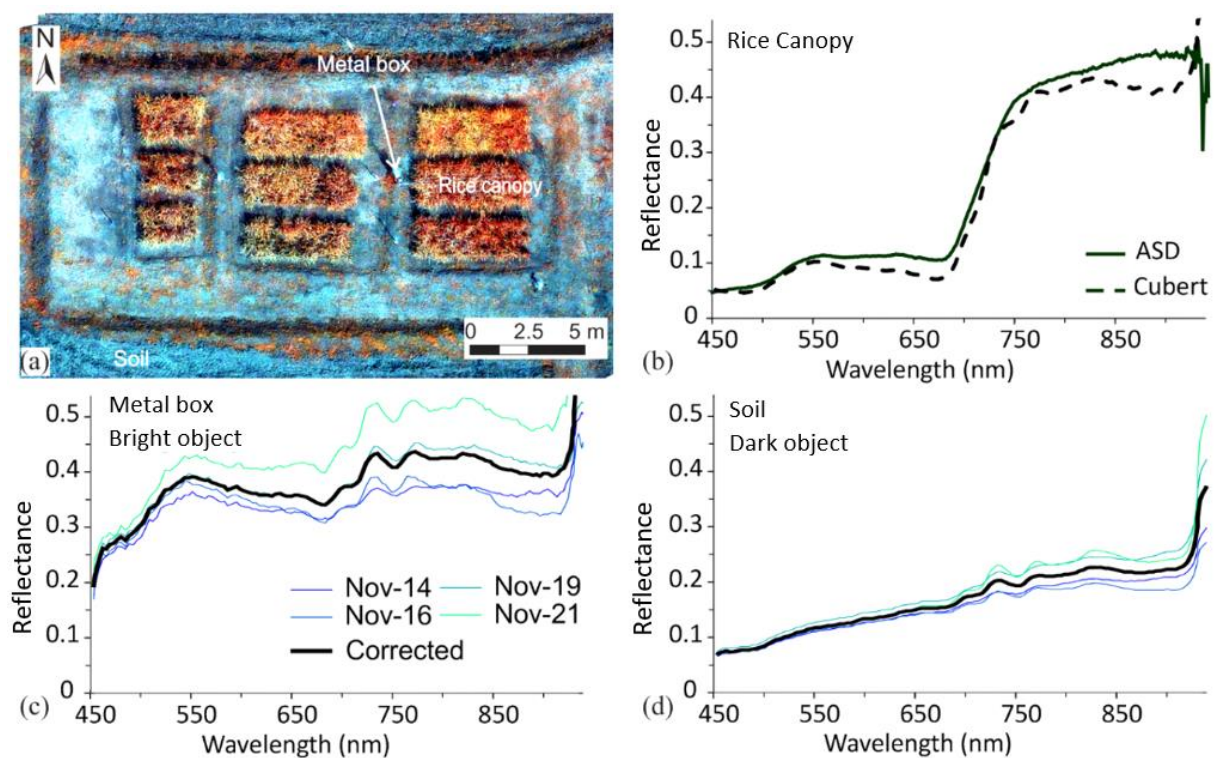 N
Metal box
Rice canopy
0 2.5 5 m
Soil
(a)
Rice Canopy
0.5
0.4
0.3
0.2
0.1
0
Reflectance
ASD
Cubert
450 550 650 750 850
Wavelength (nm)
(b)
Metal box
Bright object
0.5
0.4
0.3
0.2
0.1
0
Reflectance
Nov-14 Nov-19
Nov-16 Nov-21
Corrected
450 550 650 750 850
Wavelength (nm)
(c)
Soil
Dark object
0.5
0.4
0.3
0.2
0.1
0
Reflectance
450 550 650 750 850
Wavelength (nm)
(d)